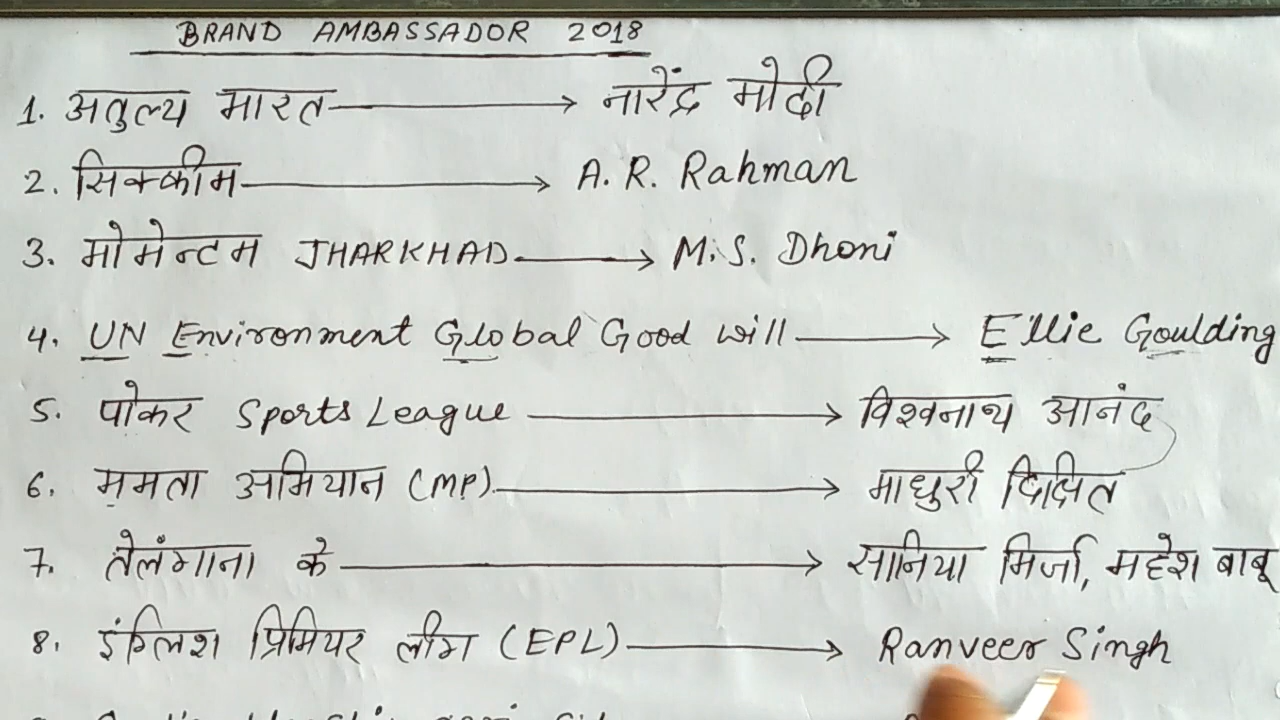 BRAND AMBASSADOR 2018
1. अतुल्य भारत → नारेंद्र मोदी
2. सिक्कीम → A. R. Rahman
3. मोमेन्टम JHARKHAD → M.S. Dhoni
4. UN Environment Global Good will → Ellie Goulding
5. पोकर Sports League → विश्वनाथ आनंद
6. ममता अभियान (MP) → माधुरी दिक्षित
7. तेलंगाना के → सानिया मिर्जा, महेश बाबू
8. इंग्लिश प्रिमियर लीग (EPL) → Ranveer Singh